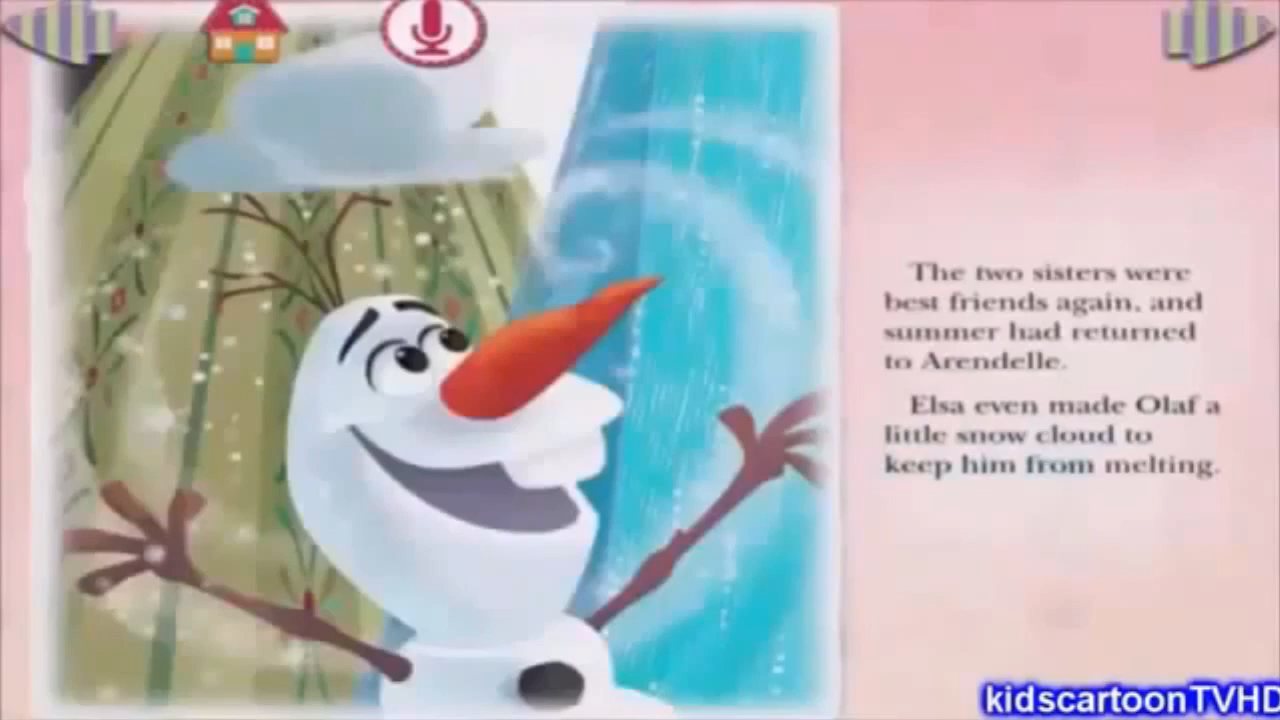 The two sisters were
best friends again, and
summer had returned
to Arendelle.
Elsa even made Olaf a
little snow cloud to
keep him from melting.
kidscartoonTVHD